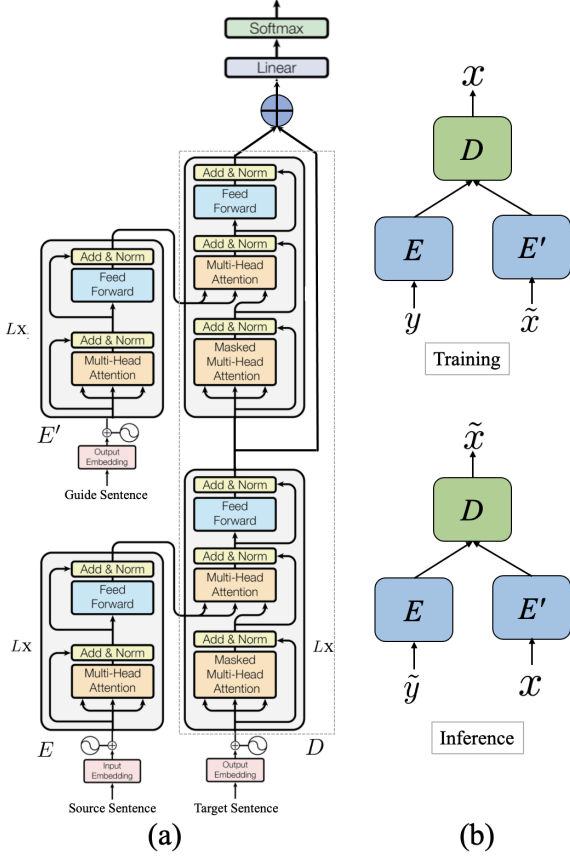 Softmax
Linear
Add & Norm
Feed
Forward
Add & Norm
Multi-Head
Attention
Add & Norm
Masked
Multi-Head
Attention
Add & Norm
Feed
Forward
Lx
Add & Norm
Multi-Head
Attention
E′
Output
Embedding
Guide Sentence
Add & Norm
Feed
Forward
Add & Norm
Multi-Head
Attention
Add & Norm
Masked
Multi-Head
Attention
Lx
D
Output
Embedding
Target Sentence
Add & Norm
Feed
Forward
Lx
Add & Norm
Multi-Head
Attention
E
Input
Embedding
Source Sentence
(a)
x
D
E E′
y x̃
Training
x̃
D
E E′
ỹ x
Inference
(b)